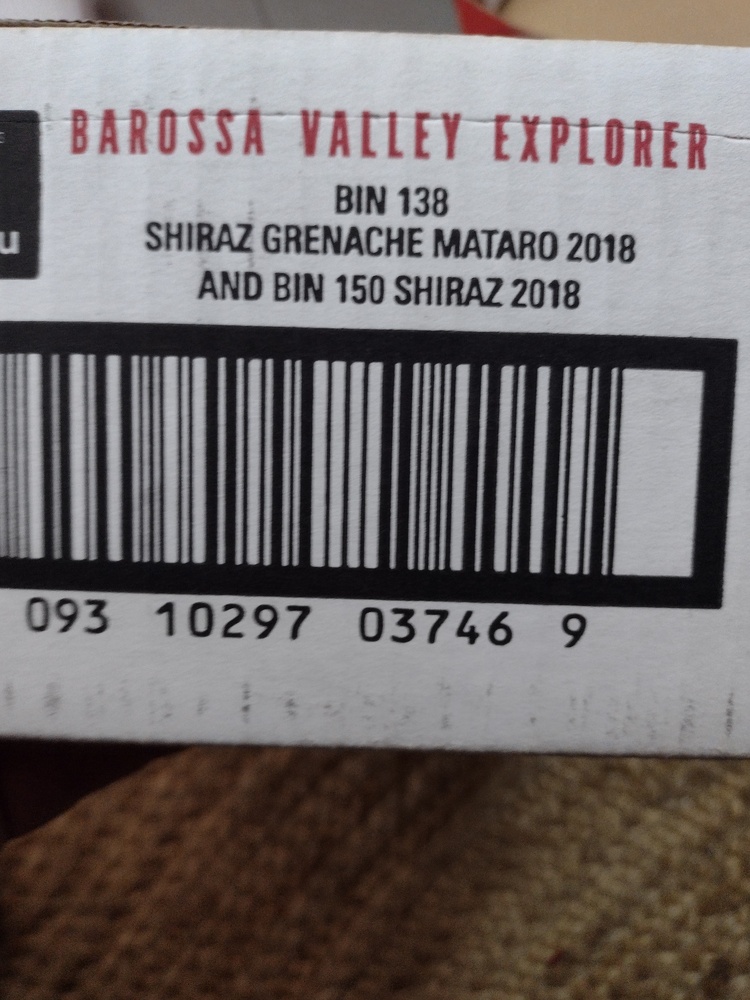 BAROSSA VALLEY EXPLORER
BIN 138
SHIRAZ GRENACHE MATARO 2018
AND BIN 150 SHIRAZ 2018
u
093 10297 03746 9